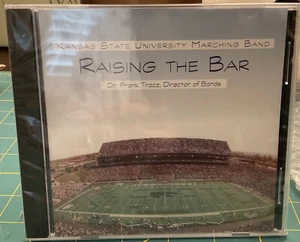 KANSAS STATE UNIVERSITY MARCHING BAND
RAISING THE BAR
Dr. Frank Tracz, Director of Bands